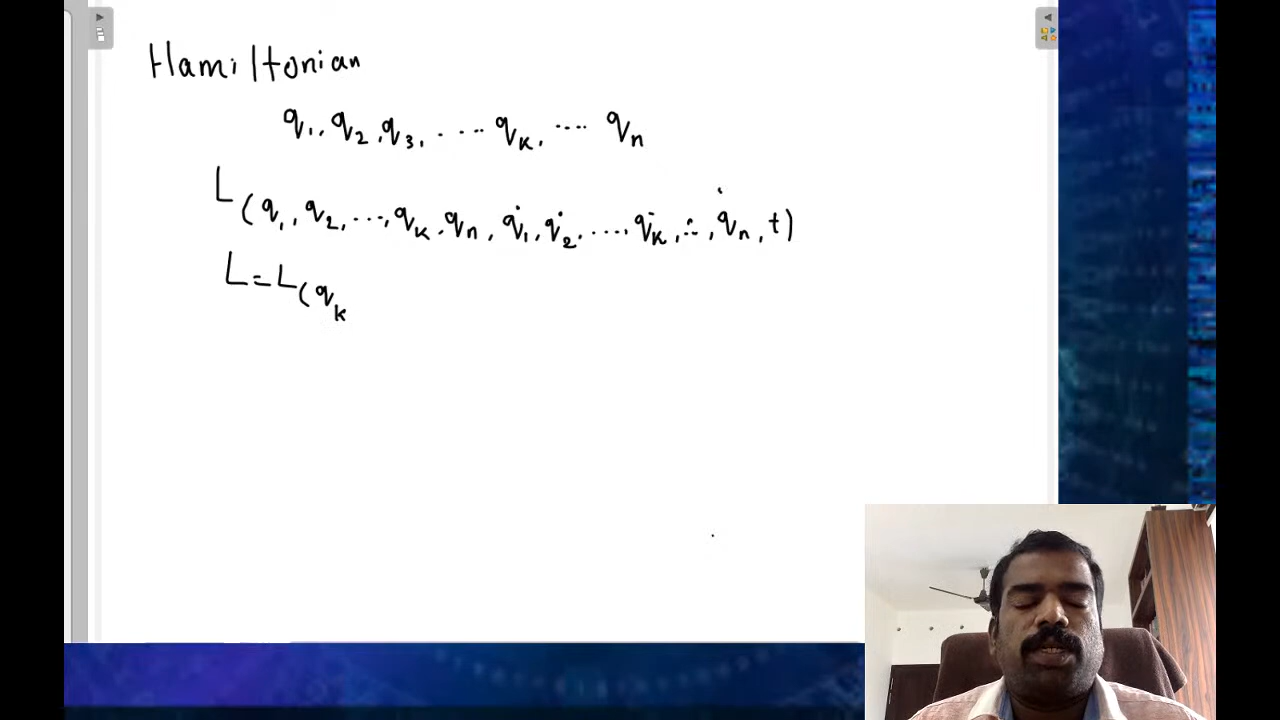 Hamiltonian
q₁, q₂, q₃, ..... qₖ, .... qₙ
L(q₁, q₂, ..., qₖ, qₙ, q̇₁, q̇₂, ...., q̇ₖ, .., q̇ₙ, t)
L = L(qₖ